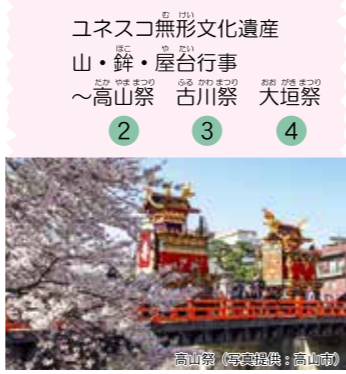 ユネスコ無形文化遺産
山・鉾・屋台行事
～高山祭 古川祭 大垣祭
2 3 4
高山祭（写真提供：高山市）